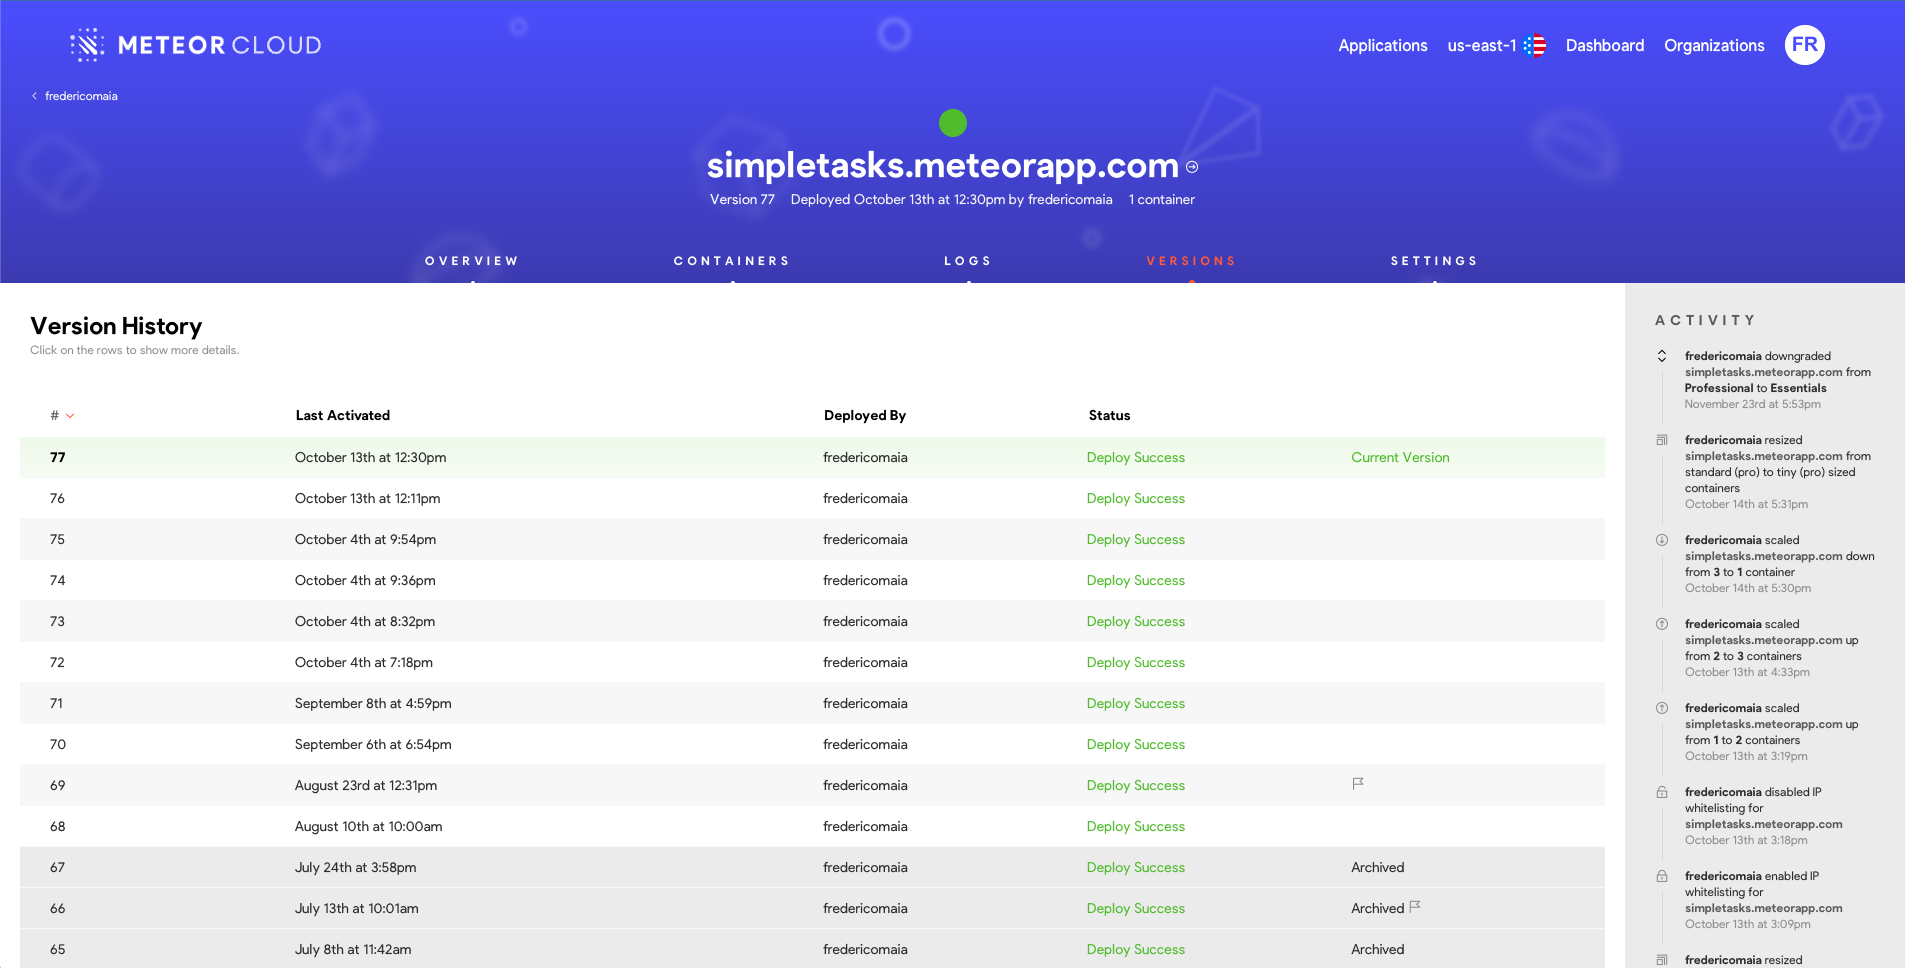 METEOR CLOUD
Applications us-east-1 Dashboard Organizations FR
fredericomaia
simpletasks.meteorapp.com
Version 77 Deployed October 13th at 12:30pm by fredericomaia 1 container
OVERVIEW CONTAINERS LOGS VERSIONS SETTINGS
Version History
Click on the rows to show more details.
# Last Activated Deployed By Status
77 October 13th at 12:30pm fredericomaia Deploy Success Current Version
76 October 13th at 12:11pm fredericomaia Deploy Success
75 October 4th at 9:54pm fredericomaia Deploy Success
74 October 4th at 9:36pm fredericomaia Deploy Success
73 October 4th at 8:32pm fredericomaia Deploy Success
72 October 4th at 7:18pm fredericomaia Deploy Success
71 September 8th at 4:59pm fredericomaia Deploy Success
70 September 6th at 6:54pm fredericomaia Deploy Success
69 August 23rd at 12:31pm fredericomaia Deploy Success
68 August 10th at 10:00am fredericomaia Deploy Success
67 July 24th at 3:58pm fredericomaia Deploy Success Archived
66 July 13th at 10:01am fredericomaia Deploy Success Archived
65 July 8th at 11:42am fredericomaia Deploy Success Archived
ACTIVITY
fredericomaia downgraded
simpletasks.meteorapp.com from
Professional to Essentials
November 23rd at 5:53pm
fredericomaia resized
simpletasks.meteorapp.com from
standard (pro) to tiny (pro) sized
containers
October 14th at 5:31pm
fredericomaia scaled
simpletasks.meteorapp.com down
from 3 to 1 container
October 14th at 5:30pm
fredericomaia scaled
simpletasks.meteorapp.com up
from 2 to 3 containers
October 13th at 4:33pm
fredericomaia scaled
simpletasks.meteorapp.com up
from 1 to 2 containers
October 13th at 3:19pm
fredericomaia disabled IP
whitelisting for
simpletasks.meteorapp.com
October 13th at 3:18pm
fredericomaia enabled IP
whitelisting for
simpletasks.meteorapp.com
October 13th at 3:09pm
fredericomaia resized